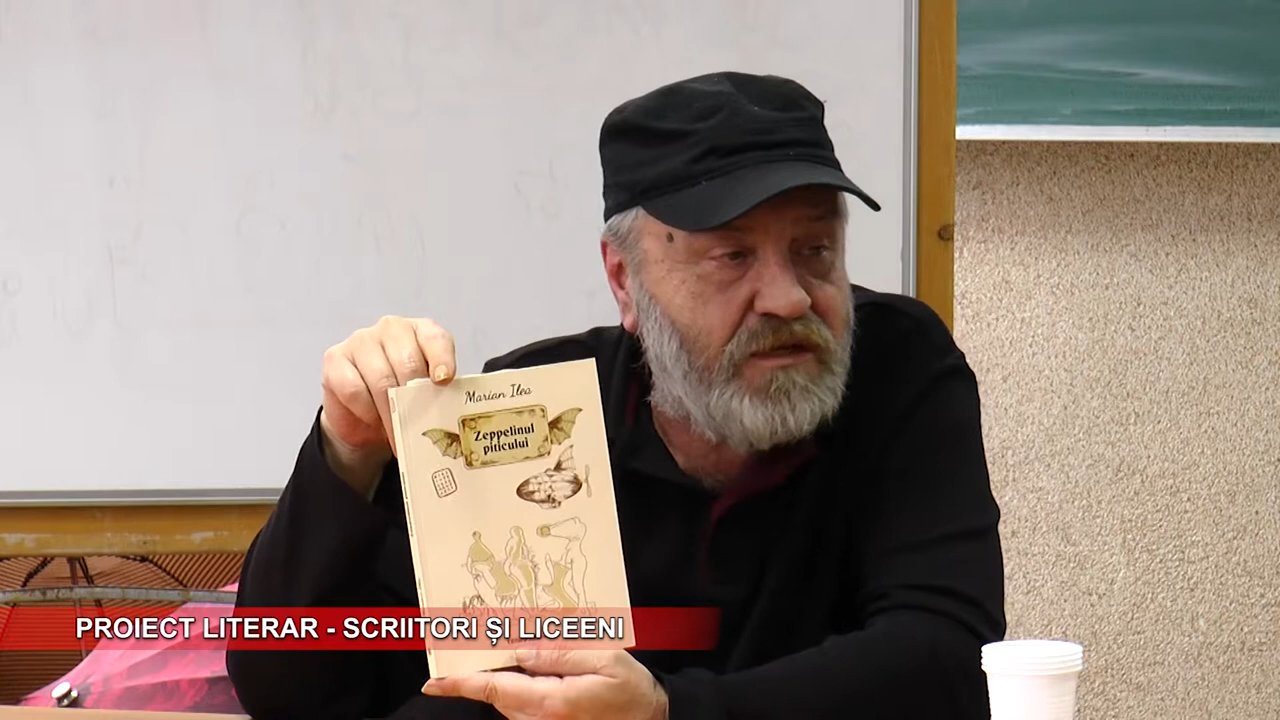 Marian Ilea
Zeppelinul
piticului
PROIECT LITERAR - SCRIITORI ȘI LICEENI